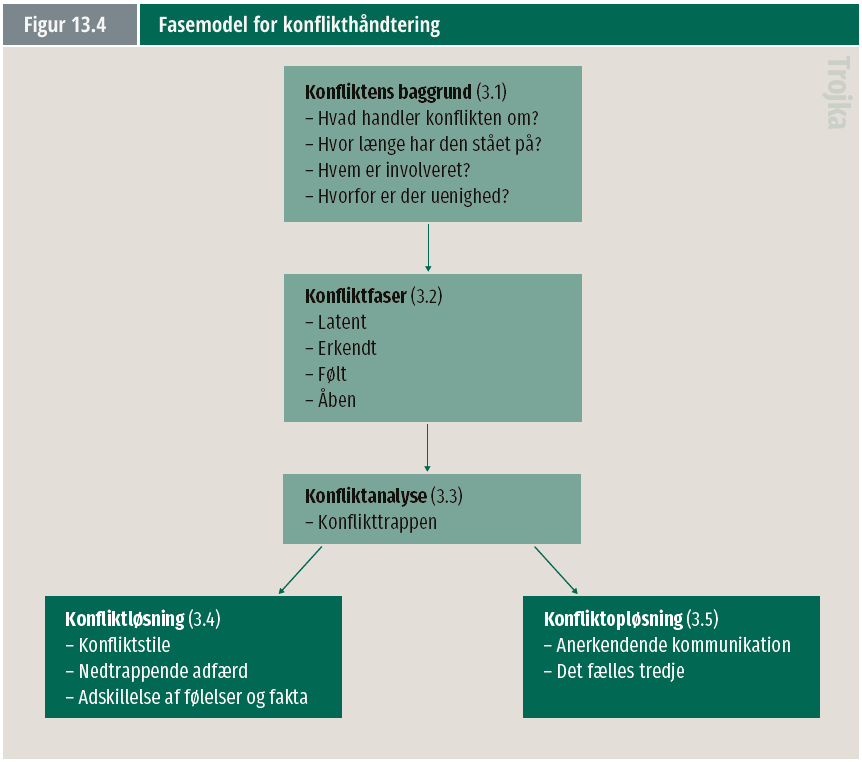 Figur 13.4
Fasemodel for konflikthåndtering
Trojka
Konfliktens baggrund (3.1)
– Hvad handler konflikten om?
– Hvor længe har den stået på?
– Hvem er involveret?
– Hvorfor er der uenighed?
Konfliktfaser (3.2)
– Latent
– Erkendt
– Følt
– Åben
Konfliktanalyse (3.3)
– Konflikttrappen
Konfliktløsning (3.4)
– Konfliktstile
– Nedtrappende adfærd
– Adskillelse af følelser og fakta
Konfliktopløsning (3.5)
– Anerkendende kommunikation
– Det fælles tredje